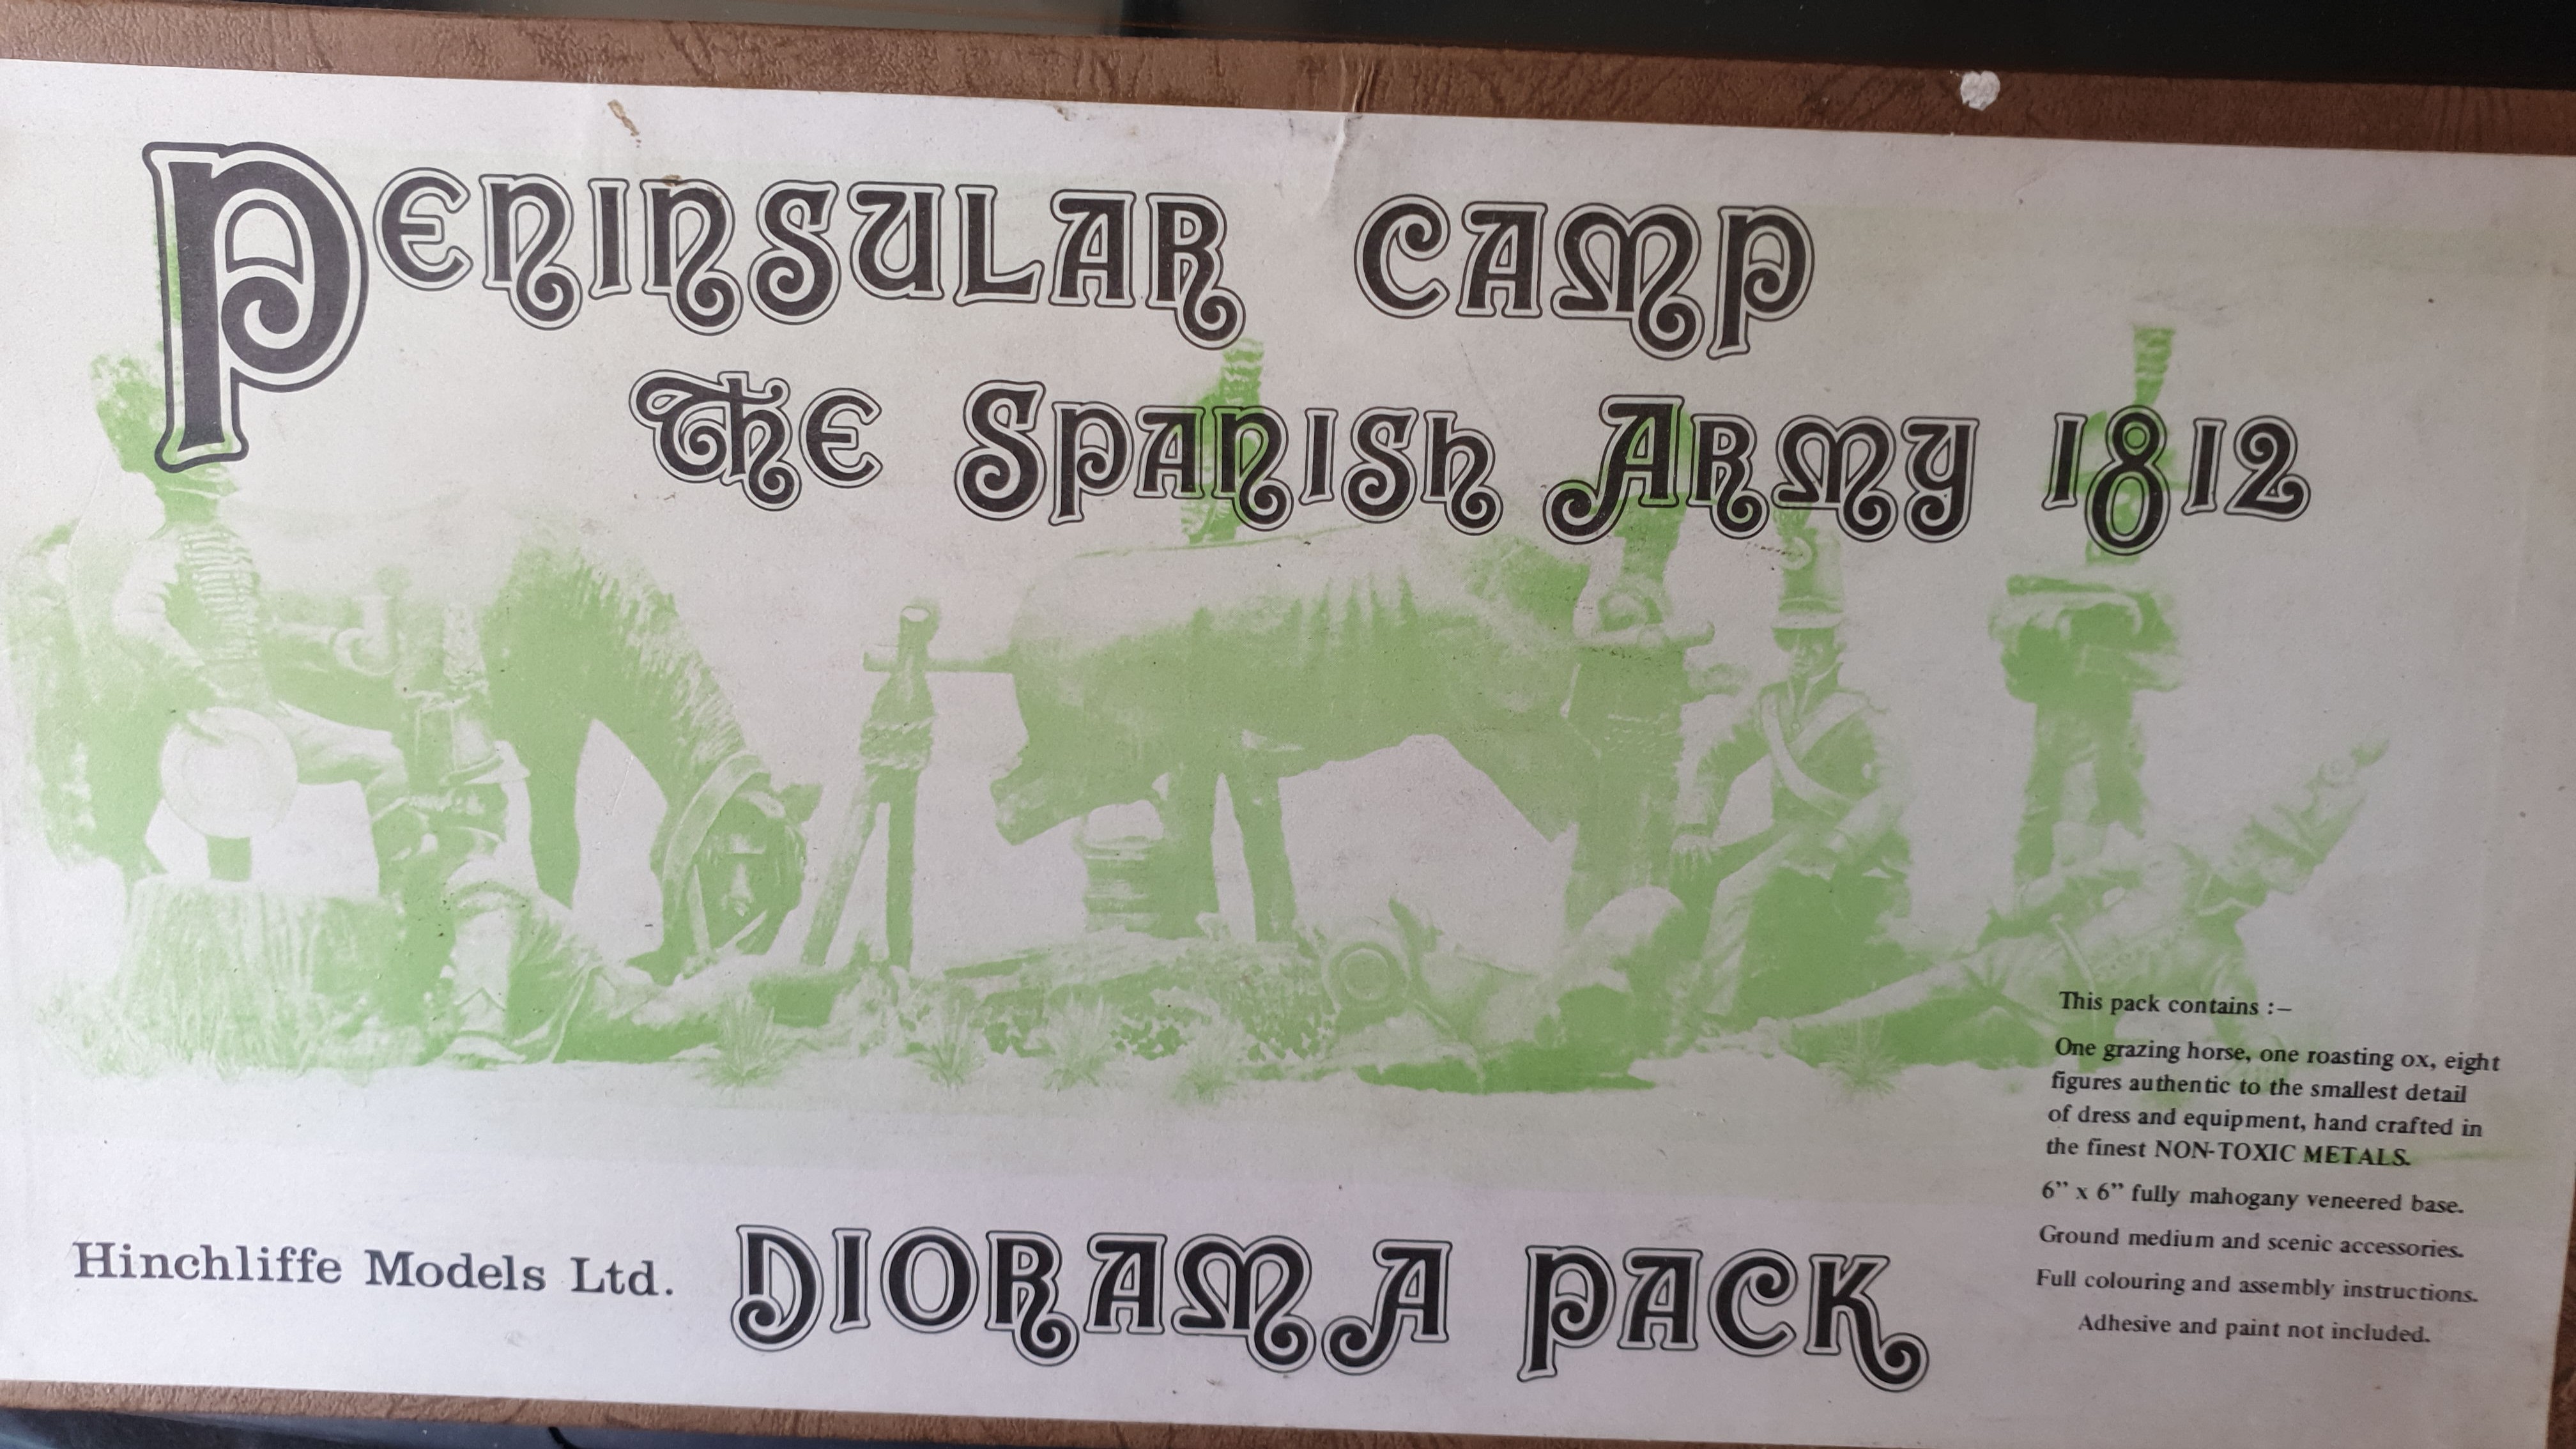 Peninsular Camp
The Spanish Army 1812
This pack contains :–
One grazing horse, one roasting ox, eight
figures authentic to the smallest detail
of dress and equipment, hand crafted in
the finest NON-TOXIC METALS.
6” x 6” fully mahogany veneered base.
Ground medium and scenic accessories.
Full colouring and assembly instructions.
Adhesive and paint not included.
Hinchliffe Models Ltd.
DIORAMA PACK